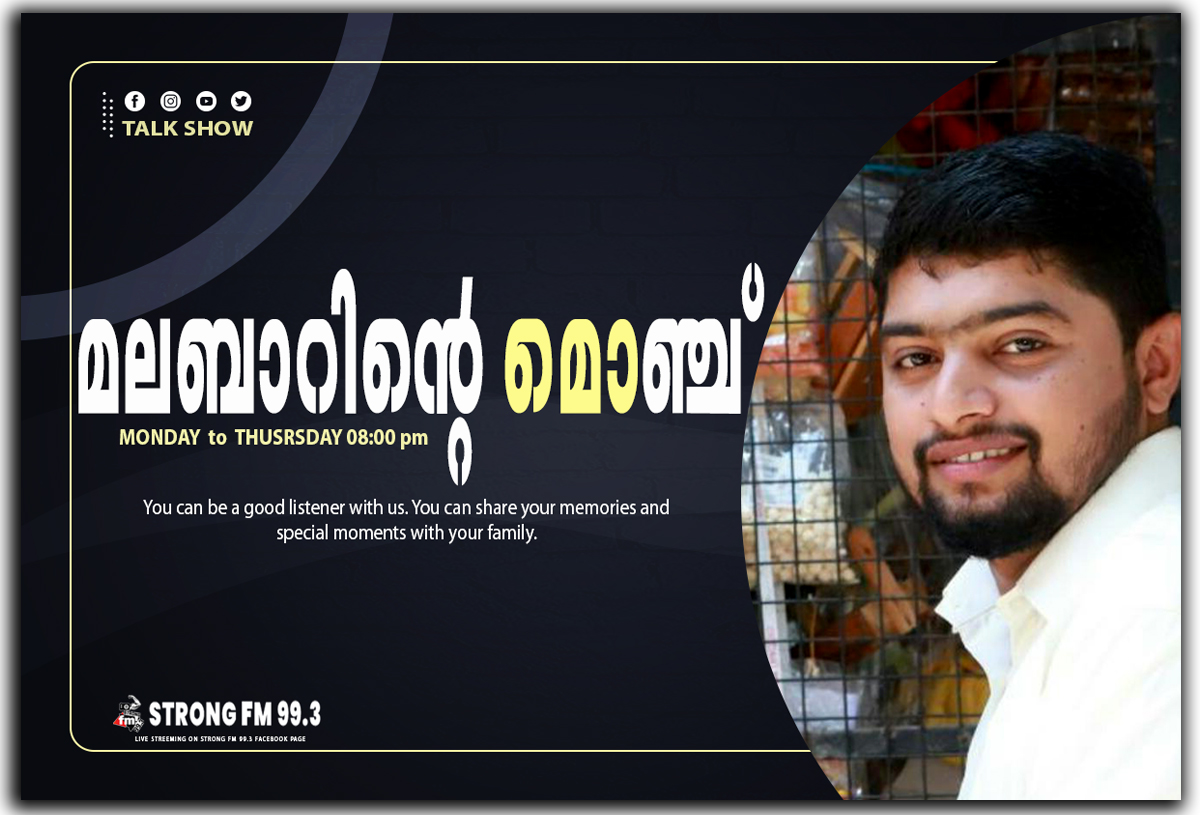 TALK SHOW
മലബാറിന്റെ മൊഞ്ച്
MONDAY to THUSRSDAY 08:00 pm
You can be a good listener with us. You can share your memories and
special moments with your family.
fm
STRONG FM 99.3
LIVE STREEMING ON STRONG FM 99.3 FACEBOOK PAGE